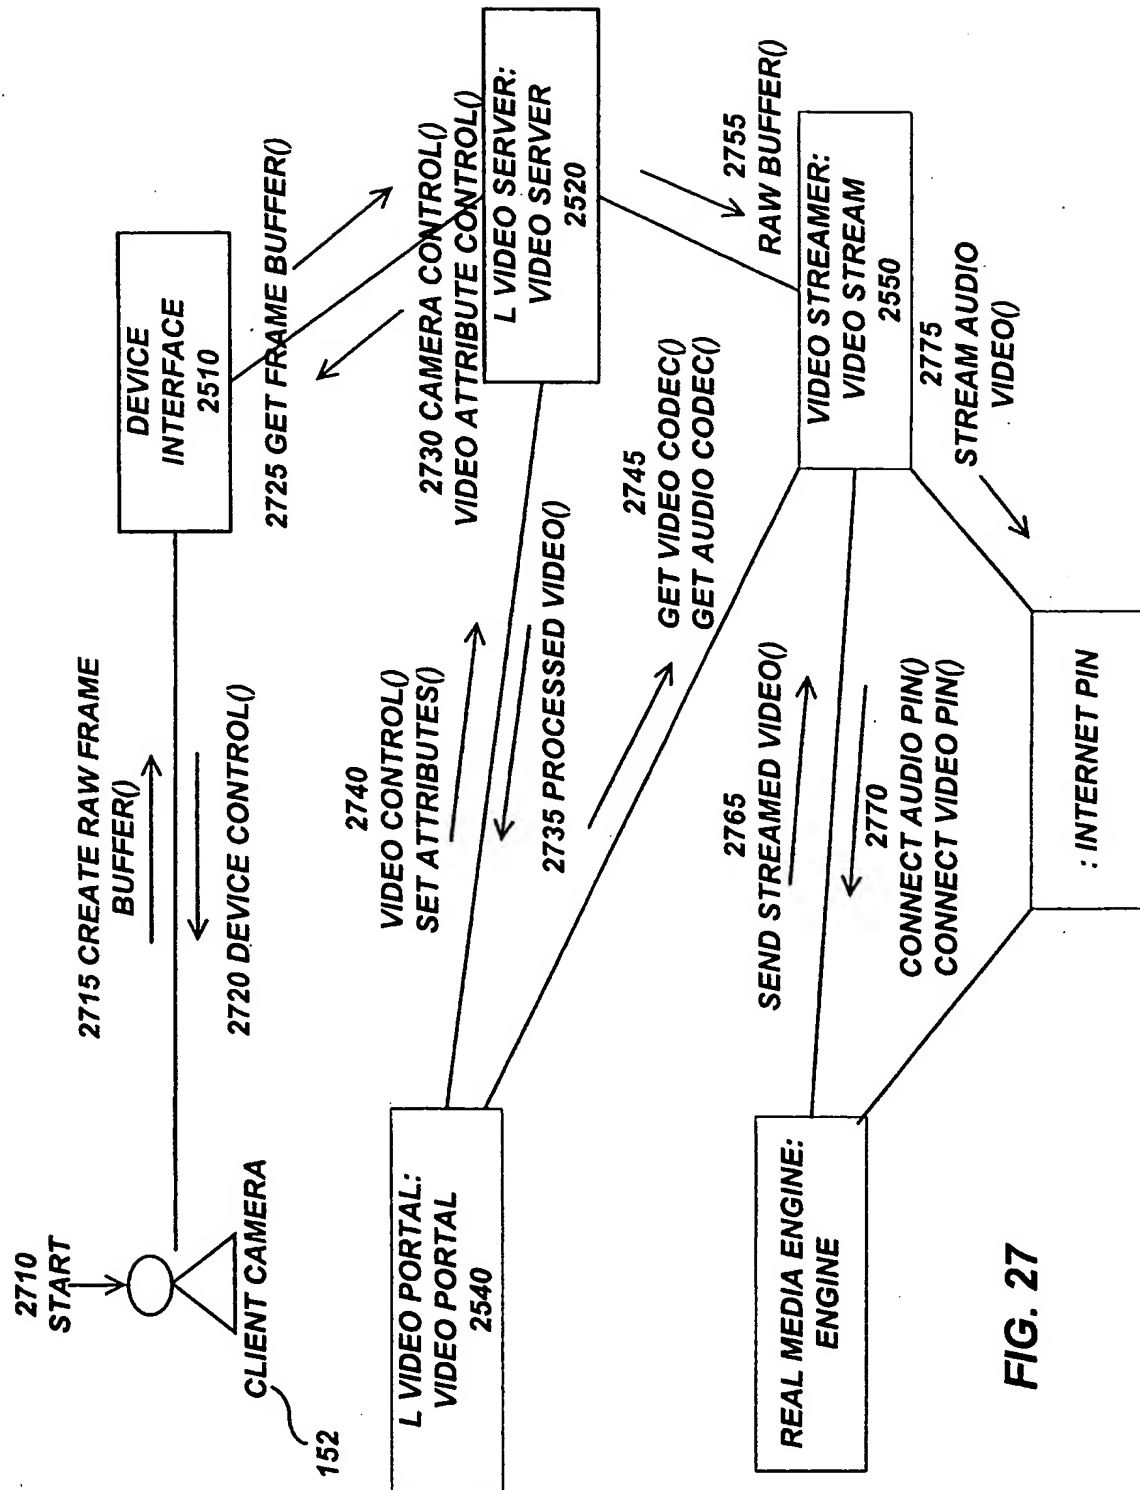 2710
START
CLIENT CAMERA
152
2715 CREATE RAW FRAME
BUFFER()
2720 DEVICE CONTROL()
DEVICE
INTERFACE
2510
2725 GET FRAME BUFFER()
2730 CAMERA CONTROL()
VIDEO ATTRIBUTE CONTROL()
L VIDEO SERVER:
VIDEO SERVER
2520
2740
VIDEO CONTROL()
SET ATTRIBUTES()
2735 PROCESSED VIDEO()
L VIDEO PORTAL:
VIDEO PORTAL
2540
2745
GET VIDEO CODEC()
GET AUDIO CODEC()
2755
RAW BUFFER()
VIDEO STREAMER:
VIDEO STREAM
2550
2765
SEND STREAMED VIDEO()
2770
CONNECT AUDIO PIN()
CONNECT VIDEO PIN()
2775
STREAM AUDIO
VIDEO()
REAL MEDIA ENGINE:
ENGINE
: INTERNET PIN
FIG. 27